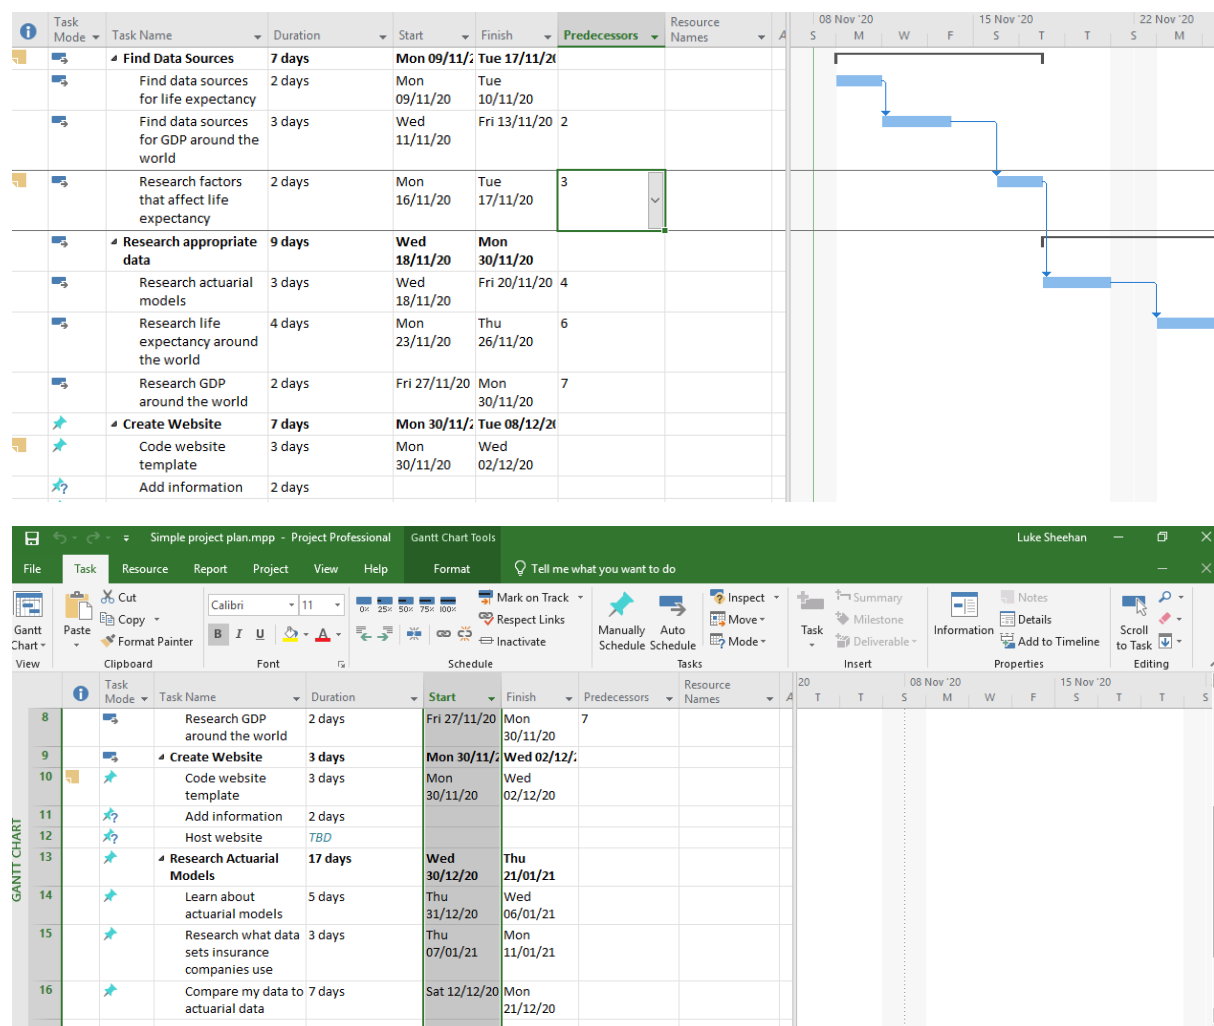 Task Mode Task Name Duration Start Finish Predecessors Resource Names 08 Nov '20 15 Nov '20 22 Nov '20
S M W F S T T S M
Find Data Sources 7 days Mon 09/11/2 Tue 17/11/20
Find data sources for life expectancy 2 days Mon 09/11/20 Tue 10/11/20
Find data sources for GDP around the world 3 days Wed 11/11/20 Fri 13/11/20 2
Research factors that affect life expectancy 2 days Mon 16/11/20 Tue 17/11/20 3
Research appropriate data 9 days Wed 18/11/20 Mon 30/11/20
Research actuarial models 3 days Wed 18/11/20 Fri 20/11/20 4
Research life expectancy around the world 4 days Mon 23/11/20 Thu 26/11/20 6
Research GDP around the world 2 days Fri 27/11/20 Mon 30/11/20 7
Create Website 7 days Mon 30/11/2 Tue 08/12/20
Code website template 3 days Mon 30/11/20 Wed 02/12/20
Add information 2 days
Simple project plan.mpp - Project Professional Gantt Chart Tools Luke Sheehan
File Task Resource Report Project View Help Format Tell me what you want to do
Gantt Chart Paste Cut Copy Format Painter Calibri 11 B I U A 0% 25% 50% 75% 100% Mark on Track Respect Links Inactivate Manually Schedule Auto Schedule Inspect Move Mode Task Summary Milestone Deliverable Information Notes Details Add to Timeline Scroll to Task
View Clipboard Font Schedule Tasks Insert Properties Editing
Task Mode Task Name Duration Start Finish Predecessors Resource Names 20 08 Nov '20 15 Nov '20
T T S M W F S T T S
8 Research GDP around the world 2 days Fri 27/11/20 Mon 30/11/20 7
9 Create Website 3 days Mon 30/11/2 Wed 02/12/2
10 Code website template 3 days Mon 30/11/20 Wed 02/12/20
11 Add information 2 days
12 Host website TBD
13 Research Actuarial Models 17 days Wed 30/12/20 Thu 21/01/21
14 Learn about actuarial models 5 days Thu 31/12/20 Wed 06/01/21
15 Research what data sets insurance companies use 3 days Thu 07/01/21 Mon 11/01/21
16 Compare my data to actuarial data 7 days Sat 12/12/20 Mon 21/12/20
GANTT CHART